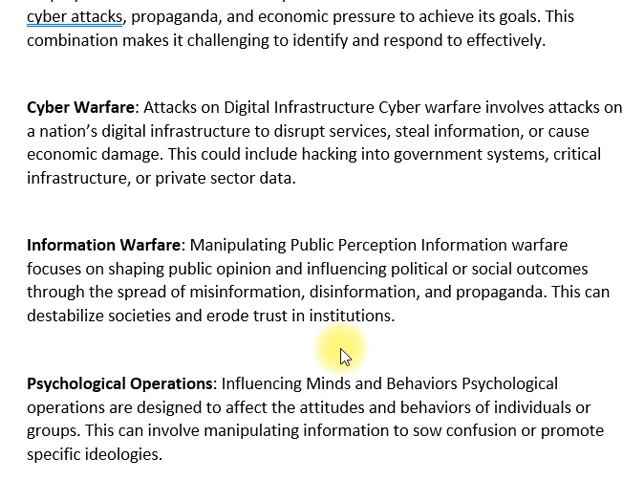 cyber attacks, propaganda, and economic pressure to achieve its goals. This
combination makes it challenging to identify and respond to effectively.
Cyber Warfare: Attacks on Digital Infrastructure Cyber warfare involves attacks on
a nation's digital infrastructure to disrupt services, steal information, or cause
economic damage. This could include hacking into government systems, critical
infrastructure, or private sector data.
Information Warfare: Manipulating Public Perception Information warfare
focuses on shaping public opinion and influencing political or social outcomes
through the spread of misinformation, disinformation, and propaganda. This can
destabilize societies and erode trust in institutions.
Psychological Operations: Influencing Minds and Behaviors Psychological
operations are designed to affect the attitudes and behaviors of individuals or
groups. This can involve manipulating information to sow confusion or promote
specific ideologies.